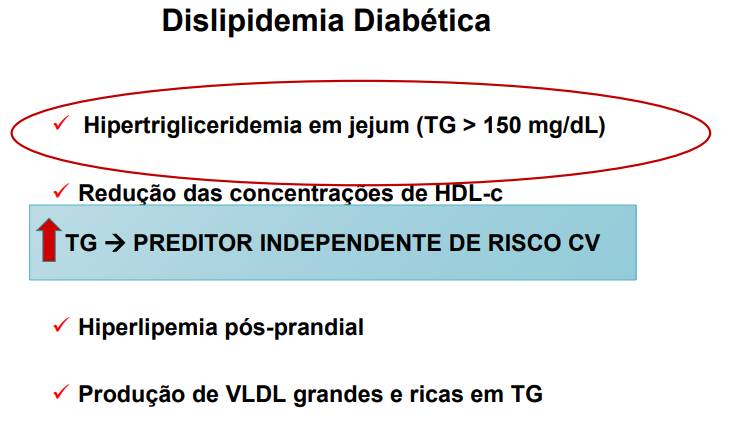 Dislipidemia Diabética
✓ Hipertrigliceridemia em jejum (TG > 150 mg/dL)
✓ Redução das concentrações de HDL-c
TG → PREDITOR INDEPENDENTE DE RISCO CV
✓ Hiperlipemia pós-prandial
✓ Produção de VLDL grandes e ricas em TG